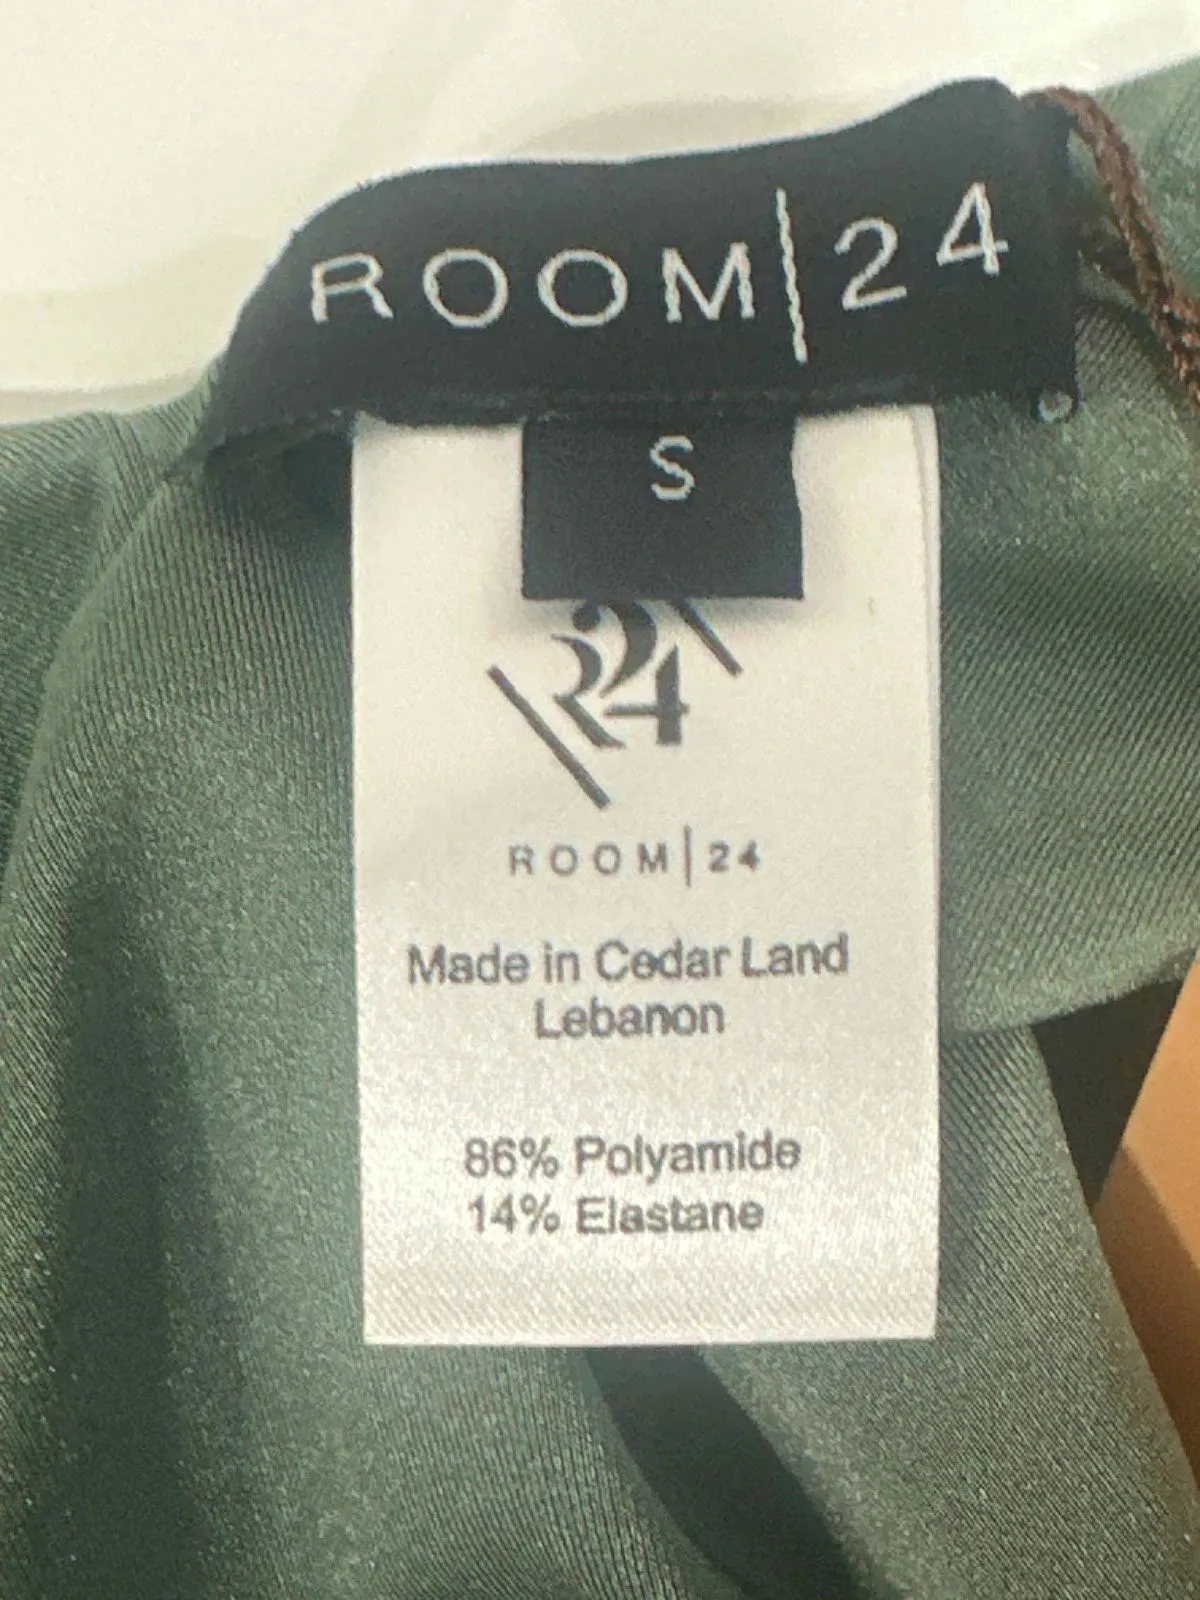 ROOM|24
S
R24
ROOM|24
Made in Cedar Land
Lebanon
86% Polyamide
14% Elastane